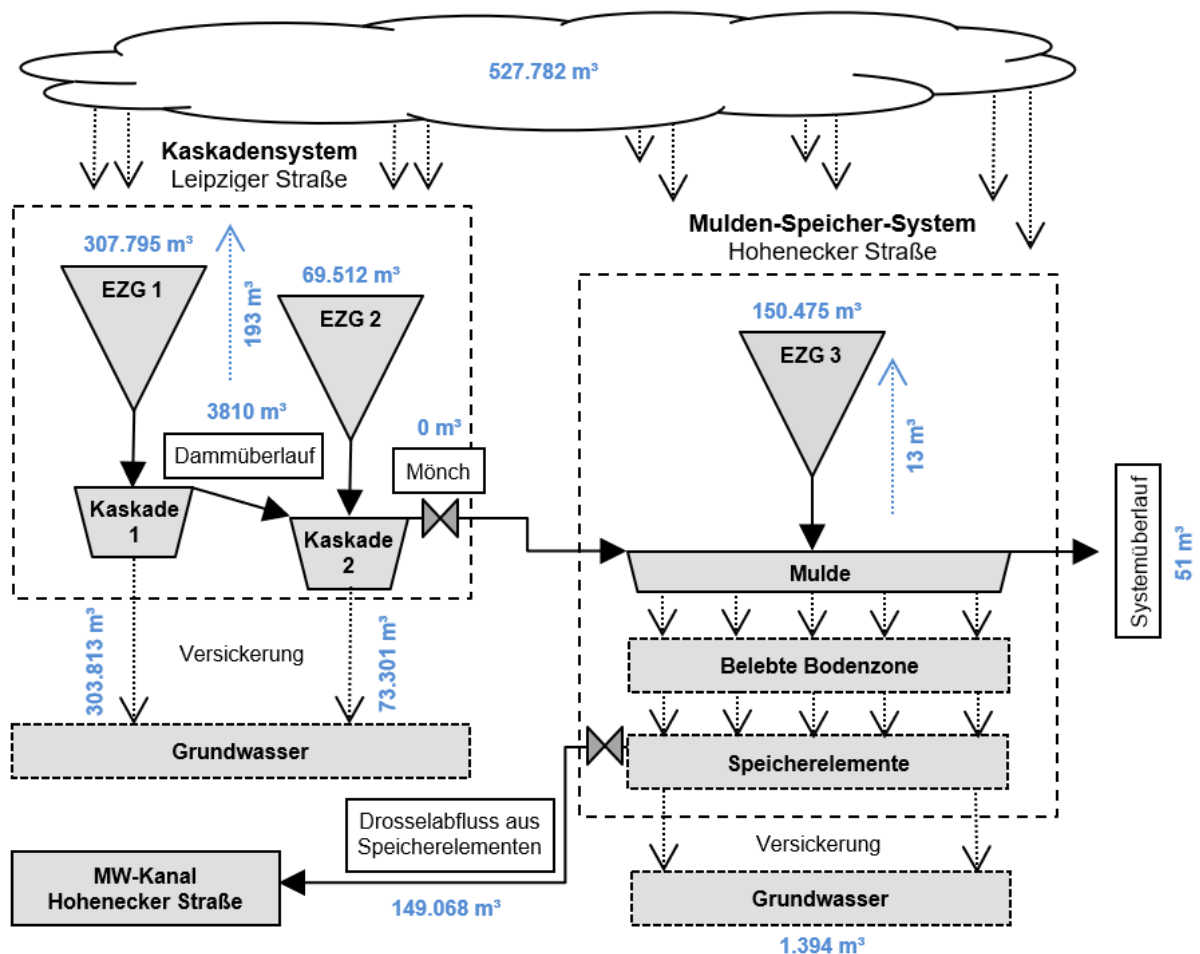 527.782 m³
Kaskadensystem
Leipziger Straße
Mulden-Speicher-System
Hohenecker Straße
307.795 m³
EZG 1
193 m³
69.512 m³
EZG 2
150.475 m³
EZG 3
13 m³
3810 m³
Dammüberlauf
0 m³
Mönch
Kaskade
1
Kaskade
2
Mulde
Systemüberlauf
51 m³
303.813 m³
Versickerung
73.301 m³
Belebte Bodenzone
Grundwasser
Speicherelemente
Drosselabfluss aus
Speicherelementen
Versickerung
MW-Kanal
Hohenecker Straße
149.068 m³
Grundwasser
1.394 m³